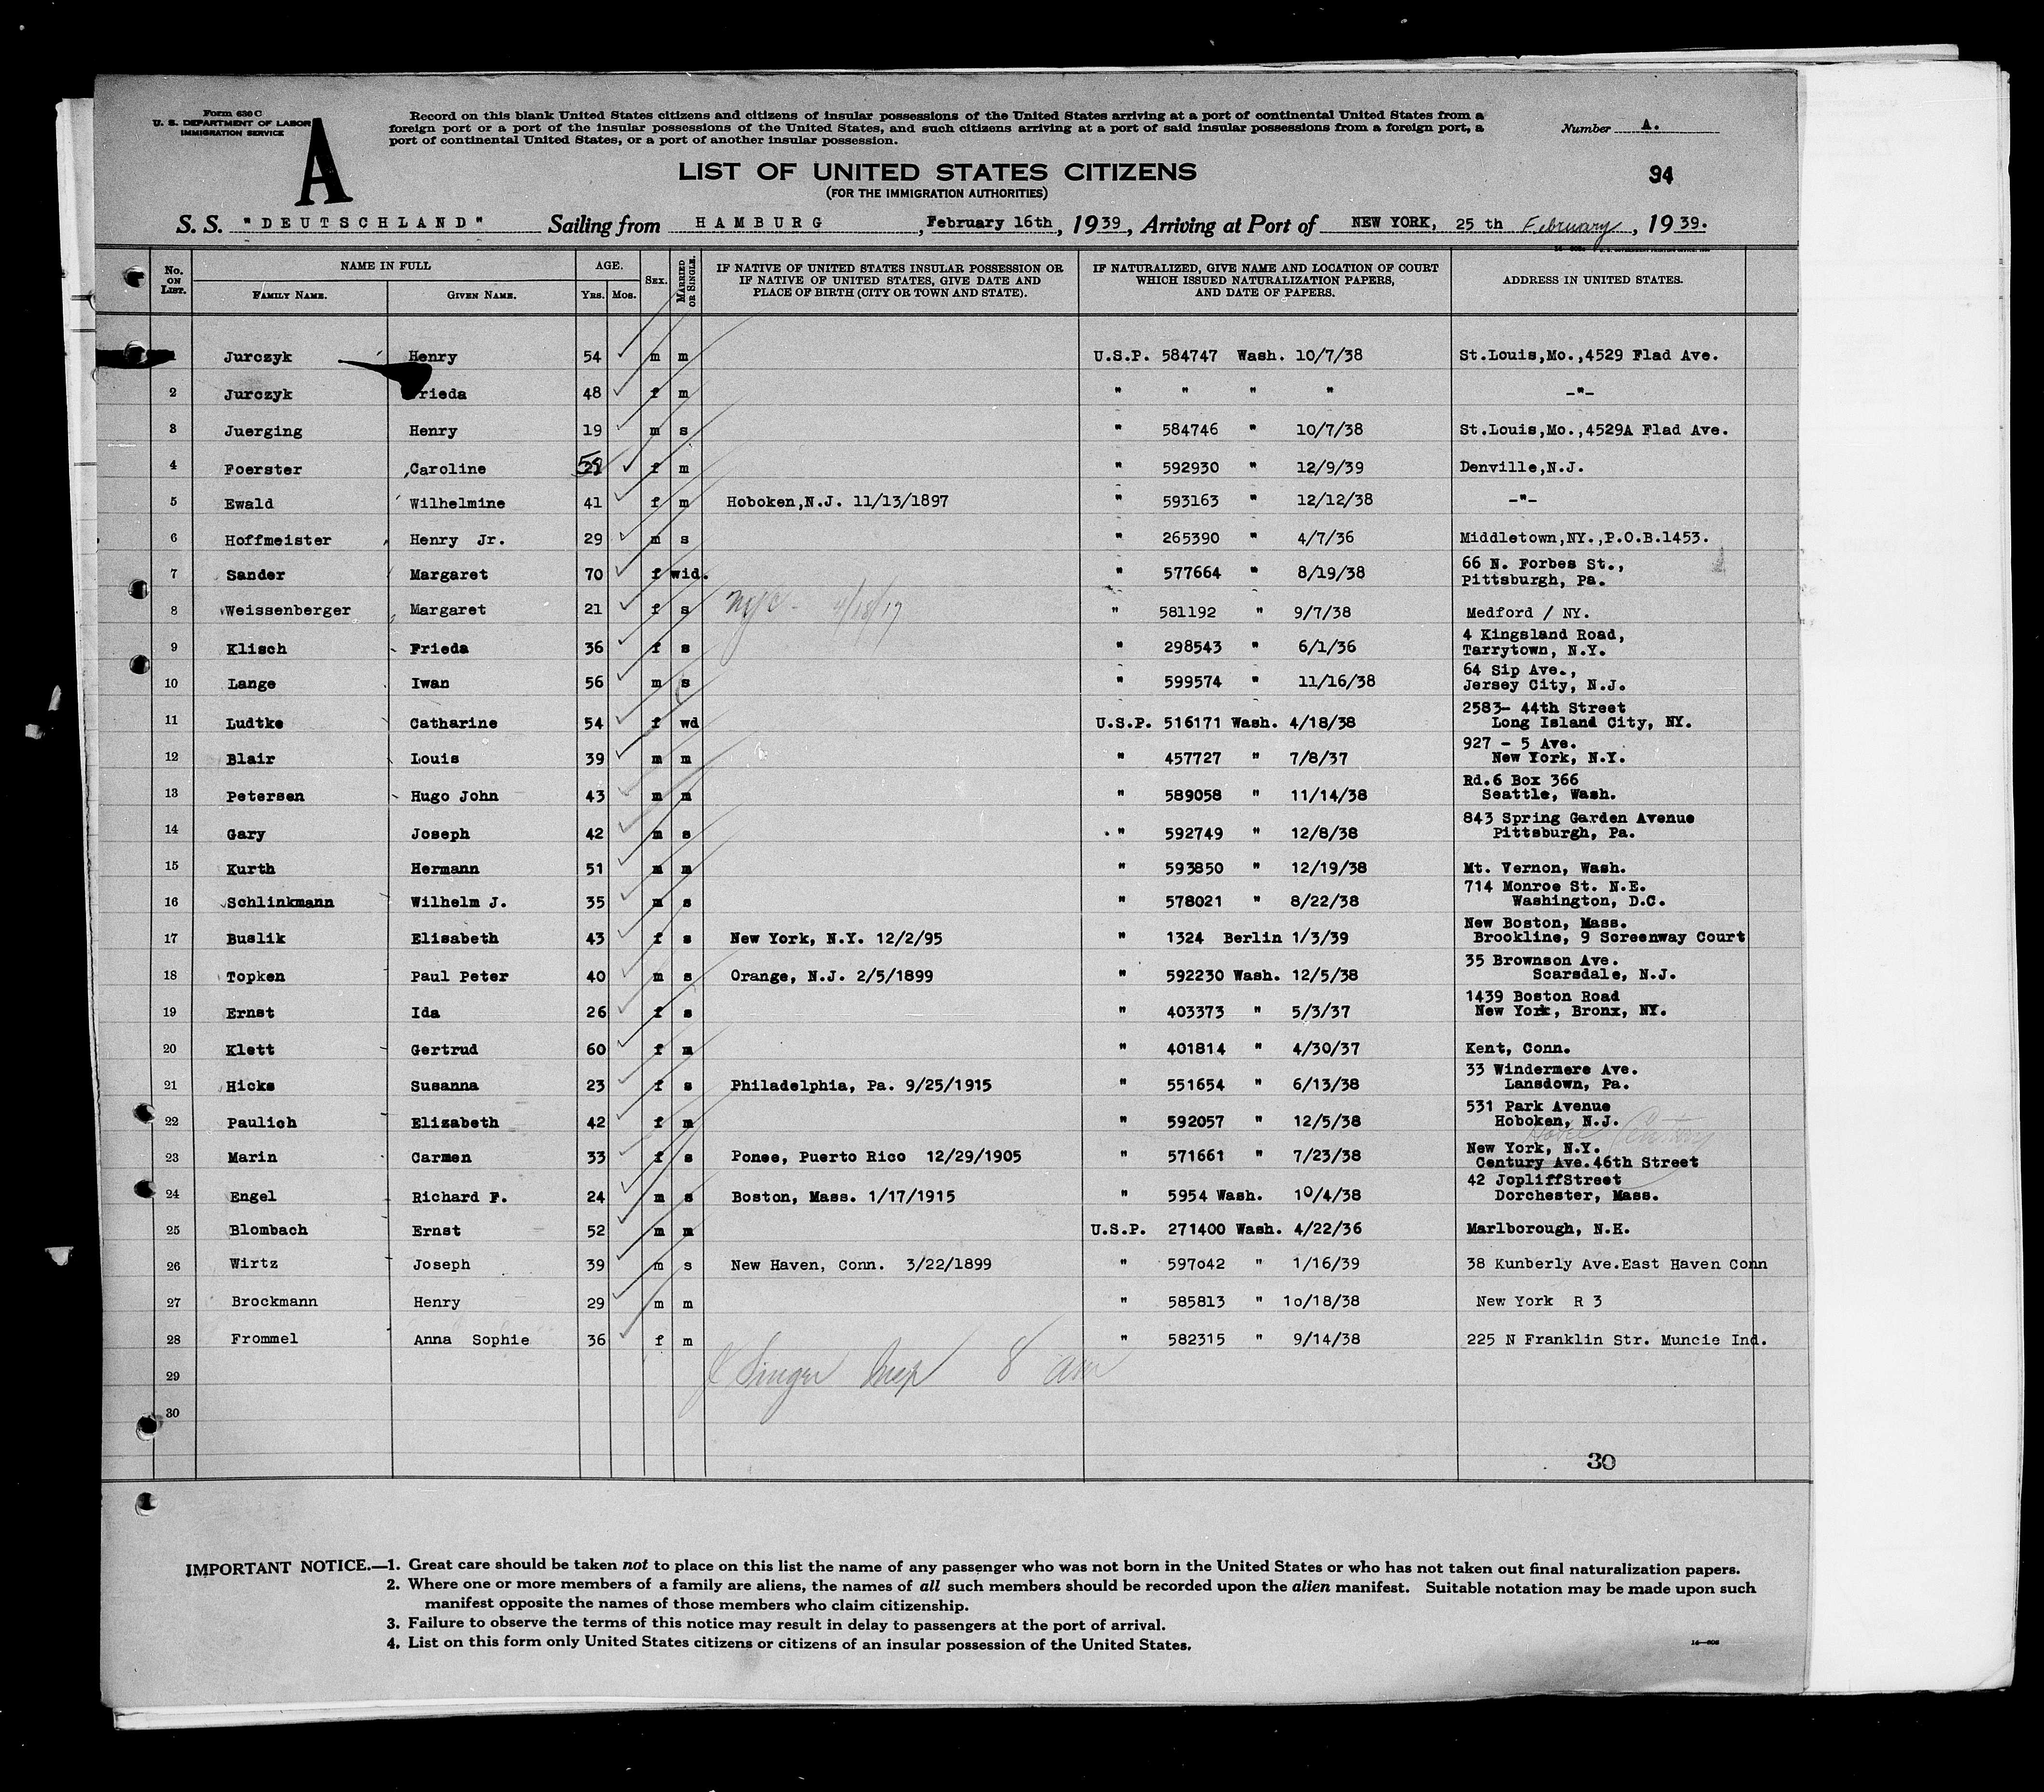 Form 630 C
U. S. DEPARTMENT OF LABOR
IMMIGRATION SERVICE
A
Record on this blank United States citizens and citizens of insular possessions of the United States arriving at a port of continental United States from a
foreign port or a port of the insular possessions of the United States, and such citizens arriving at a port of said insular possessions from a foreign port, a
port of continental United States, or a port of another insular possession.
Number A.
94
LIST OF UNITED STATES CITIZENS
(FOR THE IMMIGRATION AUTHORITIES)
S. S. "DEUTSCHLAND" Sailing from HAMBURG, February 16th, 1939, Arriving at Port of NEW YORK, 25 th February, 1939.
No. ON LIST. NAME IN FULL FAMILY NAME. GIVEN NAME. AGE. YRS. MOS. SEX. MARRIED OR SINGLE. IF NATIVE OF UNITED STATES INSULAR POSSESSION OR IF NATIVE OF UNITED STATES, GIVE DATE AND PLACE OF BIRTH (CITY OR TOWN AND STATE). IF NATURALIZED, GIVE NAME AND LOCATION OF COURT WHICH ISSUED NATURALIZATION PAPERS, AND DATE OF PAPERS. ADDRESS IN UNITED STATES.
Jurczyk Henry 54 m m U.S.P. 584747 Wash. 10/7/38 St.Louis,Mo.,4529 Flad Ave.
2 Jurczyk rieda 48 f m " " " " -"-
3 Juerging Henry 19 m s " 584746 " 10/7/38 St.Louis,Mo.,4529A Flad Ave.
4 Foerster Caroline f m " 592930 " 12/9/39 Denville,N.J.
5 Ewald Wilhelmine 41 f m Hoboken,N.J. 11/13/1897 " 593163 " 12/12/38 -"-
6 Hoffmeister Henry Jr. 29 m s " 265390 " 4/7/36 Middletown,NY.,P.O.B.1453.
7 Sander Margaret 70 f wid. " 577664 " 8/19/38 66 N. Forbes St., Pittsburgh, Pa.
8 Weissenberger Margaret 21 f s NYC - 4/18/17 " 581192 " 9/7/38 Medford / NY.
9 Klisch Frieda 36 f s " 298543 " 6/1/36 4 Kingsland Road, Tarrytown, N.Y.
10 Lange Iwan 56 m s " 599574 " 11/16/38 64 Sip Ave., Jersey City, N.J.
11 Ludtke Catharine 54 f wd U.S.P. 516171 Wash. 4/18/38 2583- 44th Street Long Island City, NY.
12 Blair Louis 39 m m " 457727 " 7/8/37 927 - 5 Ave. New York, N.Y.
13 Petersen Hugo John 43 m m " 589058 " 11/14/38 Rd.6 Box 366 Seattle, Wash.
14 Gary Joseph 42 m s " 592749 " 12/8/38 843 Spring Garden Avenue Pittsburgh, Pa.
15 Kurth Hermann 51 m m " 593850 " 12/19/38 Mt. Vernon, Wash.
16 Schlinkmann Wilhelm J. 35 m s " 578021 " 8/22/38 714 Monroe St. N.E. Washington, D.C.
17 Buslik Elisabeth 43 f s New York, N.Y. 12/2/95 " 1324 Berlin 1/3/39 New Boston, Mass. Brookline, 9 Screenway Court
18 Topken Paul Peter 40 m s Orange, N.J. 2/5/1899 " 592230 Wash. 12/5/38 35 Brownson Ave. Scarsdale, N.J.
19 Ernst Ida 26 f s " 403373 " 5/3/37 1439 Boston Road New York, Bronx, NY.
20 Klett Gertrud 60 f m " 401814 " 4/30/37 Kent, Conn.
21 Hicks Susanna 23 f s Philadelphia, Pa. 9/25/1915 " 551654 " 6/13/38 33 Windermere Ave. Lansdown, Pa.
22 Paulich Elizabeth 42 f m " 592057 " 12/5/38 531 Park Avenue Hoboken, N.J.
Hotel Century
23 Marin Carmen 33 f s Ponce, Puerto Rico 12/29/1905 " 571661 " 7/23/38 New York, N.Y. Century Ave.46th Street
24 Engel Richard F. 24 m s Boston, Mass. 1/17/1915 " 5954 Wash. 10/4/38 42 JopliffStreet Dorchester, Mass.
25 Blombach Ernst 52 m m U.S.P. 271400 Wash. 4/22/36 Marlborough, N.H.
26 Wirtz Joseph 39 m s New Haven, Conn. 3/22/1899 " 597042 " 1/16/39 38 Kunberly Ave.East Haven Conn
27 Brockmann Henry 29 m m " 585813 " 10/18/38 New York R 3
28 Frommel Anna Sophie 36 f m " 582315 " 9/14/38 225 N Franklin Str. Muncie Ind.
Singer Insp 8 am
29
30
30
IMPORTANT NOTICE.—1. Great care should be taken not to place on this list the name of any passenger who was not born in the United States or who has not taken out final naturalization papers.
2. Where one or more members of a family are aliens, the names of all such members should be recorded upon the alien manifest. Suitable notation may be made upon such
manifest opposite the names of those members who claim citizenship.
3. Failure to observe the terms of this notice may result in delay to passengers at the port of arrival.
4. List on this form only United States citizens or citizens of an insular possession of the United States.